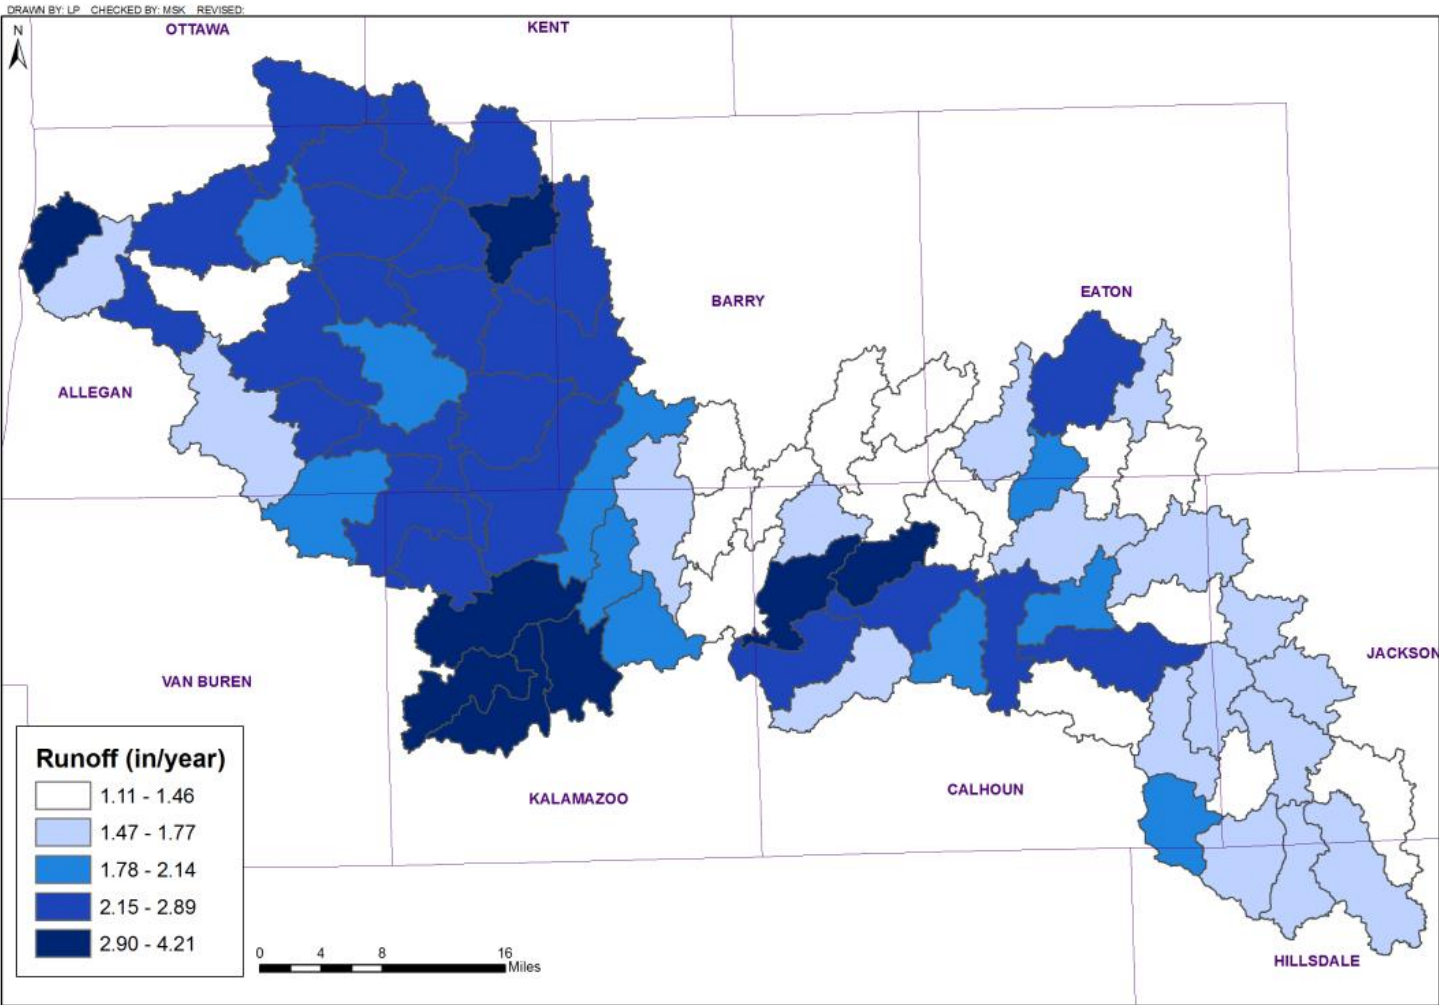 DRAWN BY: LP CHECKED BY: MSK REVISED:
N
OTTAWA
KENT
BARRY
EATON
ALLEGAN
JACKSON
VAN BUREN
KALAMAZOO
CALHOUN
HILLSDALE
Runoff (in/year)
1.11 - 1.46
1.47 - 1.77
1.78 - 2.14
2.15 - 2.89
2.90 - 4.21
0 4 8 16
Miles